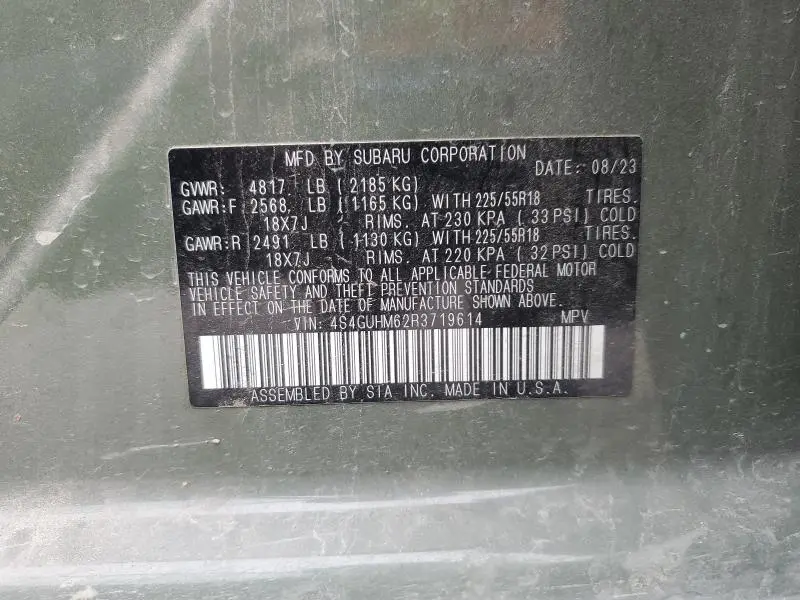 MFD BY SUBARU CORPORATION DATE: 08/23
GVWR: 4817 LB (2185 KG)
GAWR:F 2568 LB (1165 KG) WITH 225/55R18 TIRES.
18X7J RIMS. AT 230 KPA ( 33 PSI) COLD
GAWR:R 2491 LB (1130 KG) WITH 225/55R18 TIRES.
18X7J RIMS. AT 220 KPA ( 32 PSI) COLD
THIS VEHICLE CONFORMS TO ALL APPLICABLE FEDERAL MOTOR
VEHICLE SAFETY AND THEFT PREVENTION STANDARDS
IN EFFECT ON THE DATE OF MANUFACTURE SHOWN ABOVE.
VIN: 4S4GUHM62R3719614 MPV
ASSEMBLED BY SIA INC. MADE IN U.S.A.